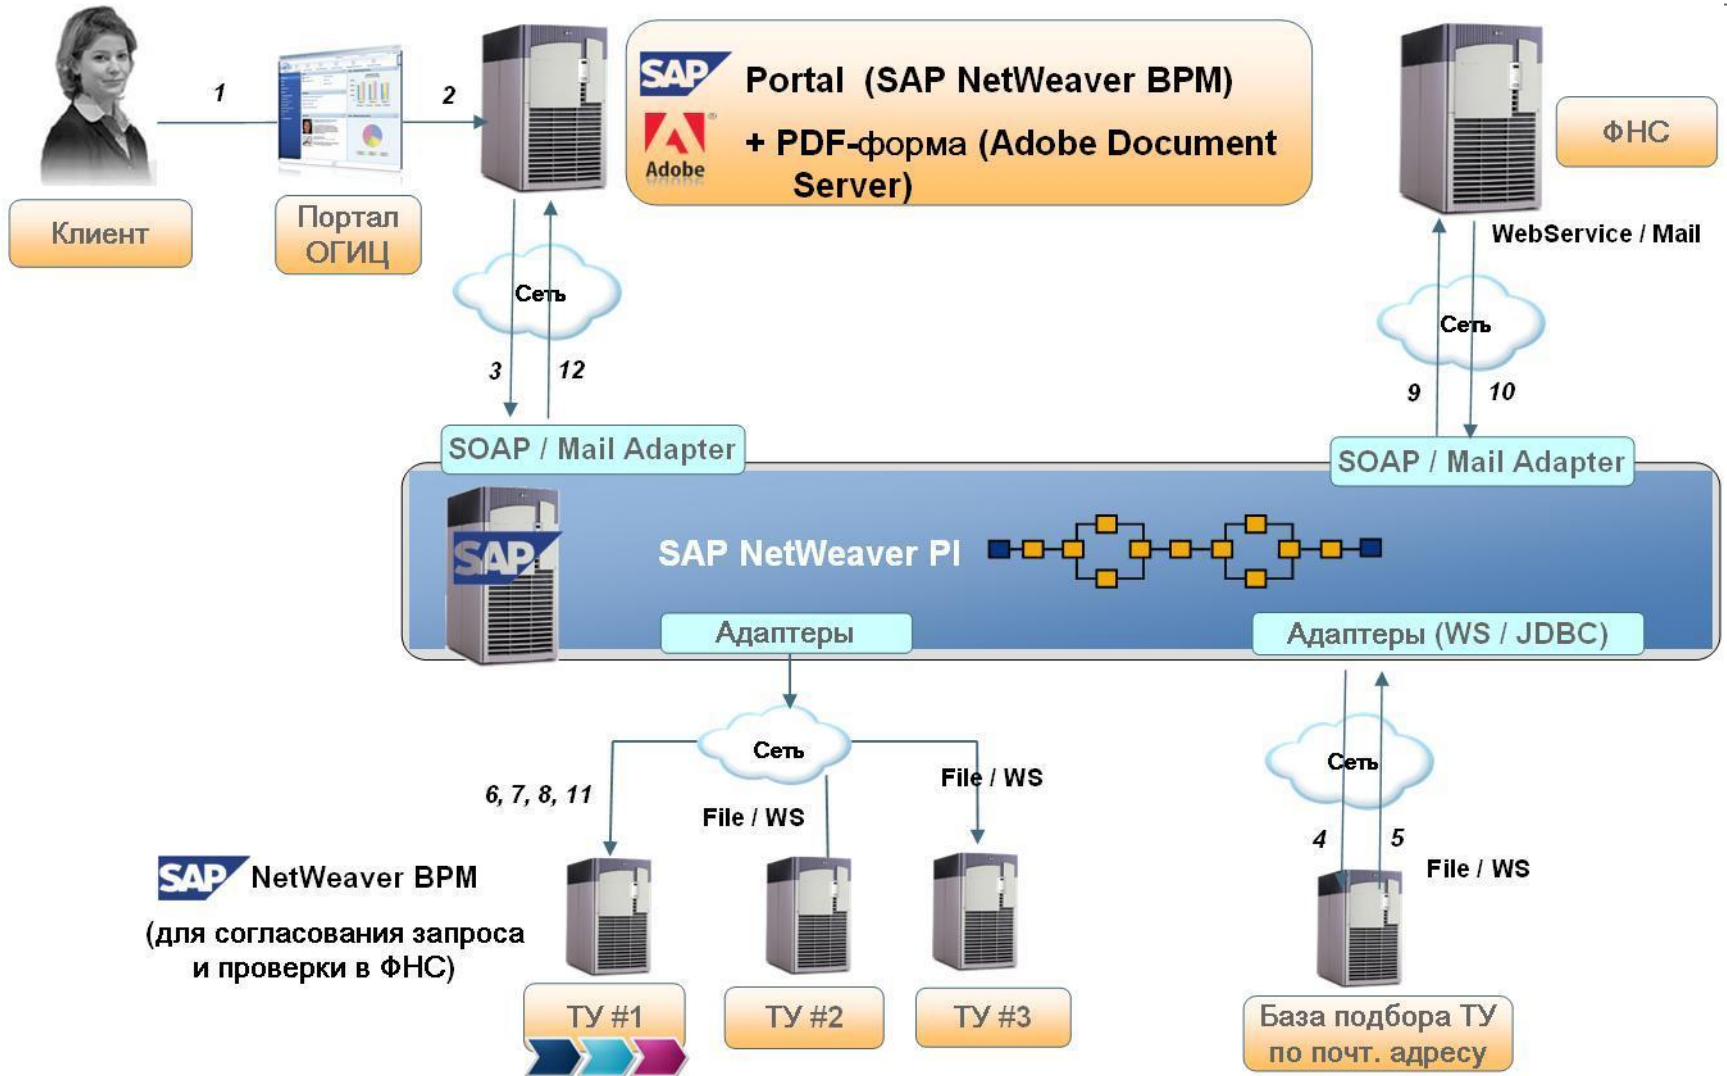 1
2
SAP
Portal (SAP NetWeaver BPM)
Adobe
®
+ PDF-форма (Adobe Document
Server)
ФНС
Клиент
Портал
ОГИЦ
WebService / Mail
Сеть
Сеть
3
12
9
10
SOAP / Mail Adapter
SOAP / Mail Adapter
SAP
SAP NetWeaver PI
Адаптеры
Адаптеры (WS / JDBC)
Сеть
Сеть
6, 7, 8, 11
File / WS
File / WS
4
5
File / WS
SAP NetWeaver BPM
(для согласования запроса
и проверки в ФНС)
ТУ #1
ТУ #2
ТУ #3
База подбора ТУ
по почт. адресу